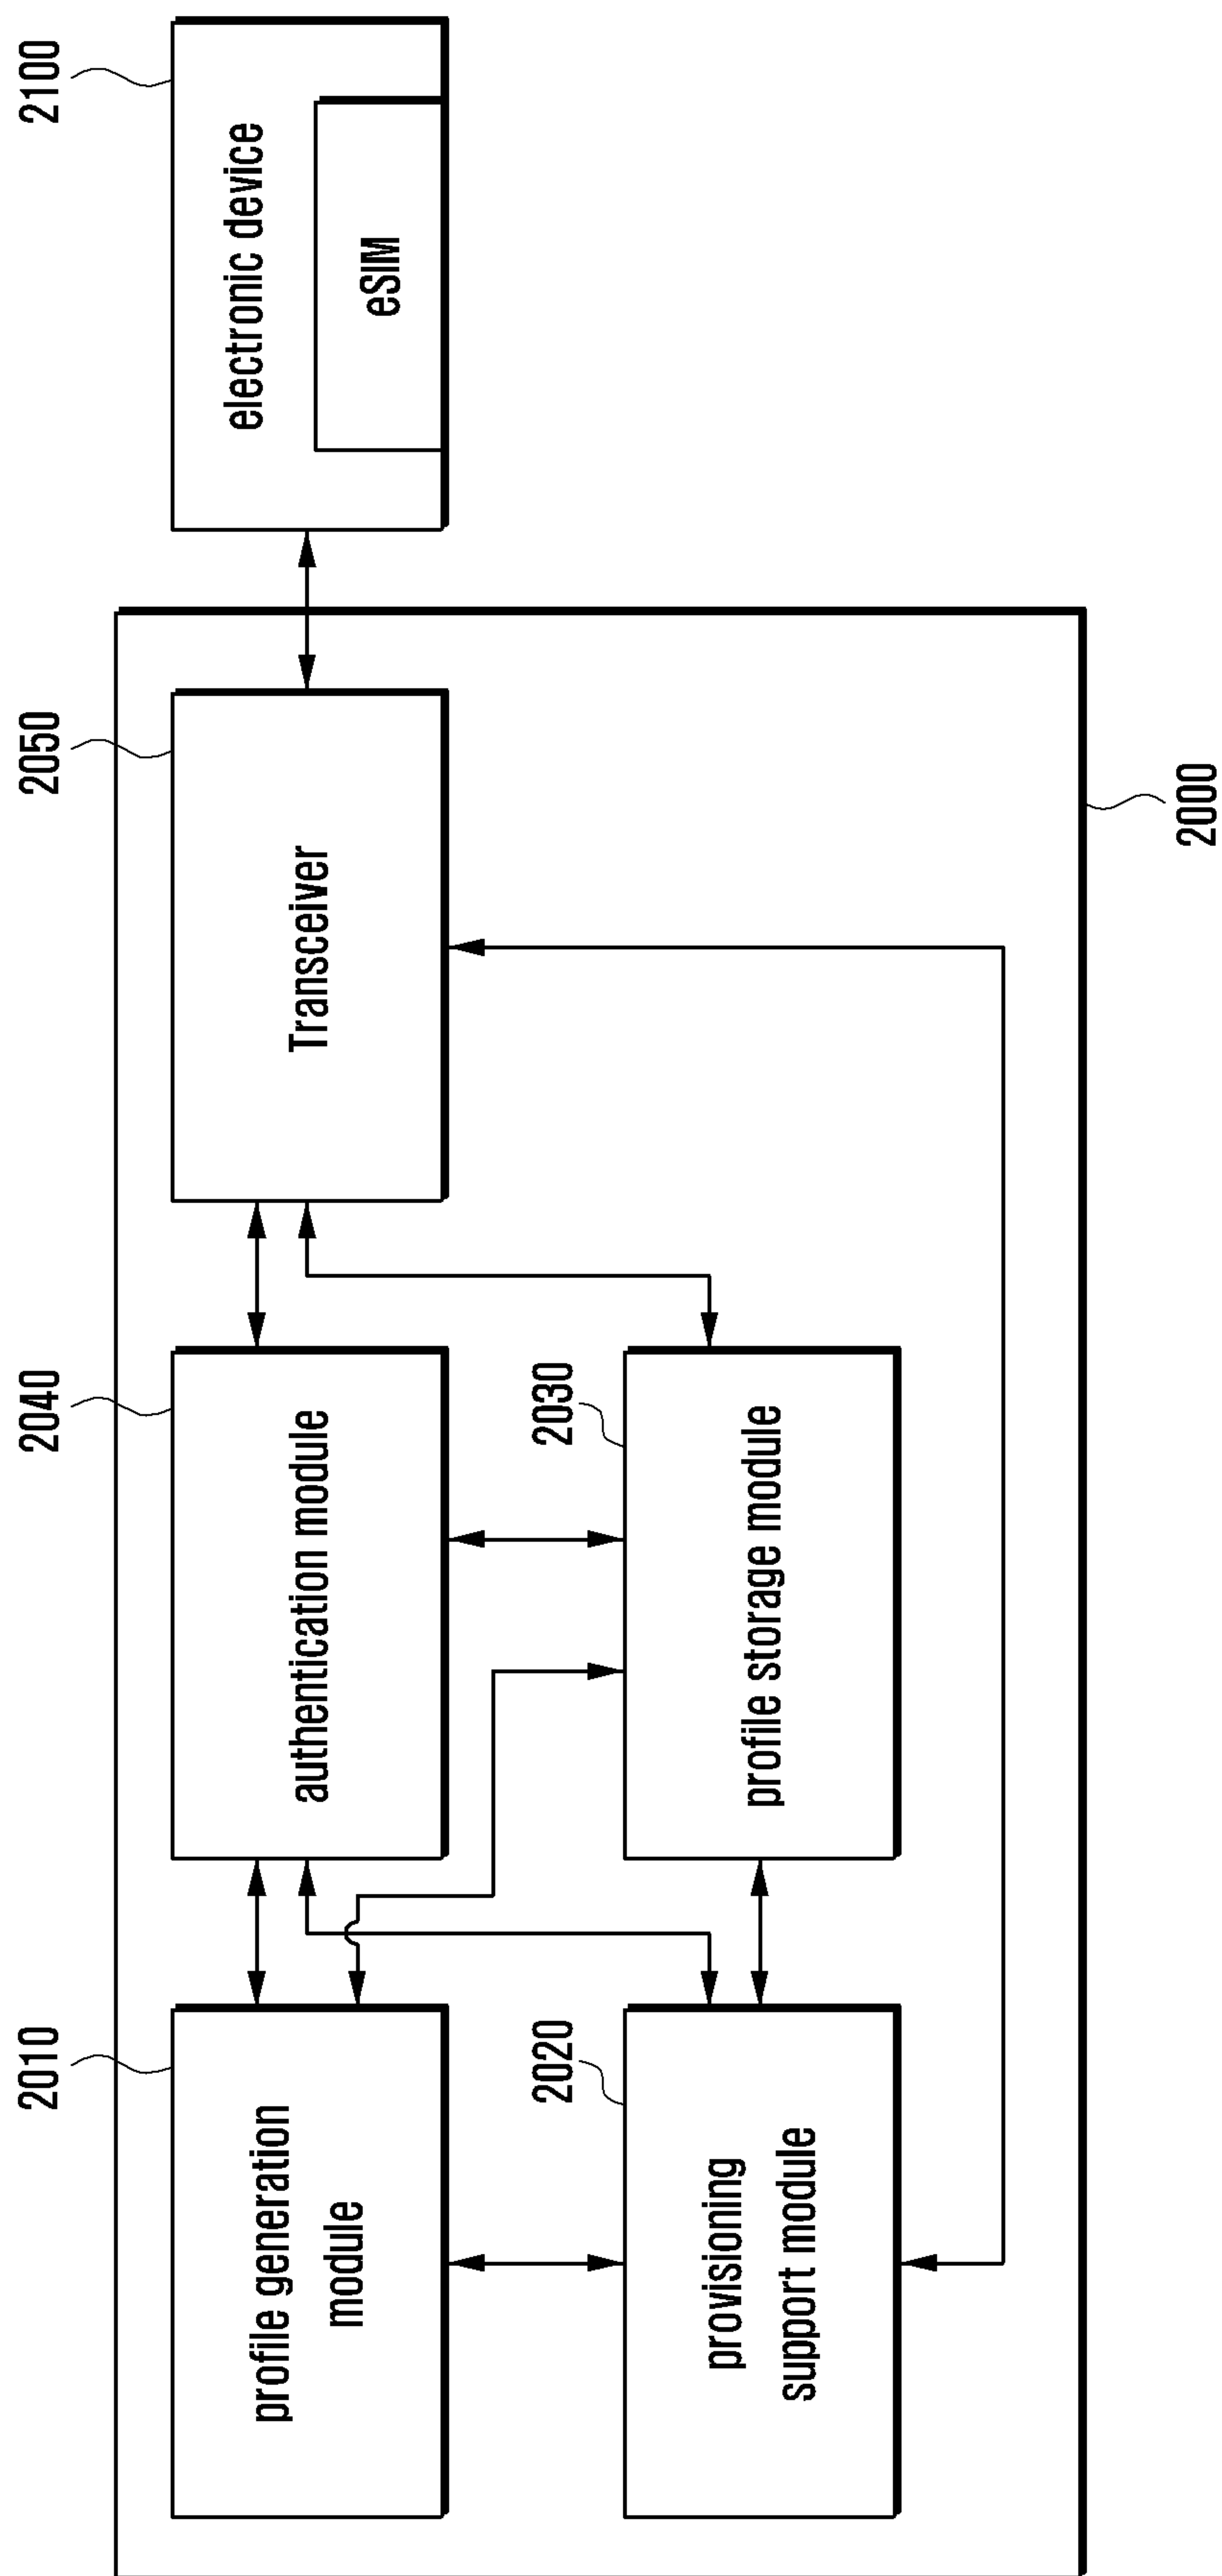 2010
2040
2050
2100
profile generation
module
authentication module
Transceiver
electronic device
eSIM
2020
2030
provisioning
support module
profile storage module
2000